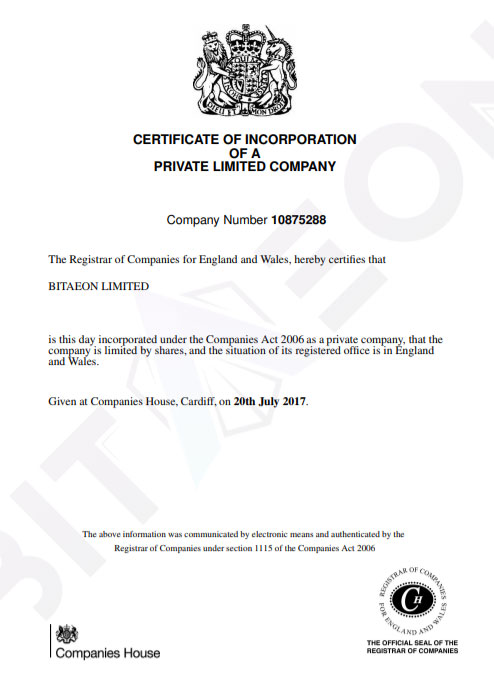 DIEU ET MON DROIT
CERTIFICATE OF INCORPORATION
OF A
PRIVATE LIMITED COMPANY
Company Number 10875288
The Registrar of Companies for England and Wales, hereby certifies that
BITAEON LIMITED
is this day incorporated under the Companies Act 2006 as a private company, that the
company is limited by shares, and the situation of its registered office is in England
and Wales.
Given at Companies House, Cardiff, on 20th July 2017.
The above information was communicated by electronic means and authenticated by the
Registrar of Companies under section 1115 of the Companies Act 2006
REGISTRAR OF COMPANIES
FOR ENGLAND AND WALES
CH
THE OFFICIAL SEAL OF THE
REGISTRAR OF COMPANIES
Companies House
BITAEON